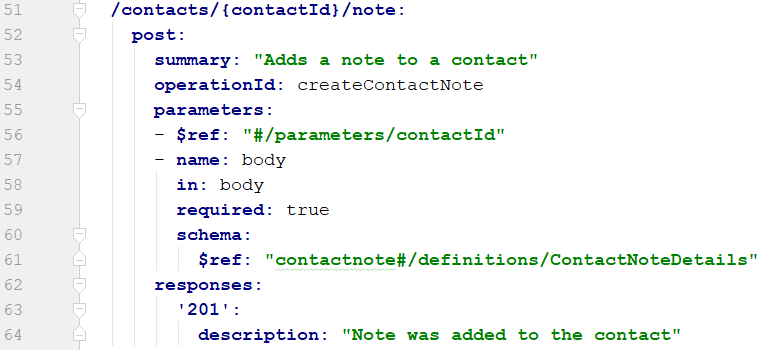 51 /contacts/{contactId}/note:
52 post:
53 summary: "Adds a note to a contact"
54 operationId: createContactNote
55 parameters:
56 - $ref: "#/parameters/contactId"
57 - name: body
58 in: body
59 required: true
60 schema:
61 $ref: "contactnote#/definitions/ContactNoteDetails"
62 responses:
63 '201':
64 description: "Note was added to the contact"